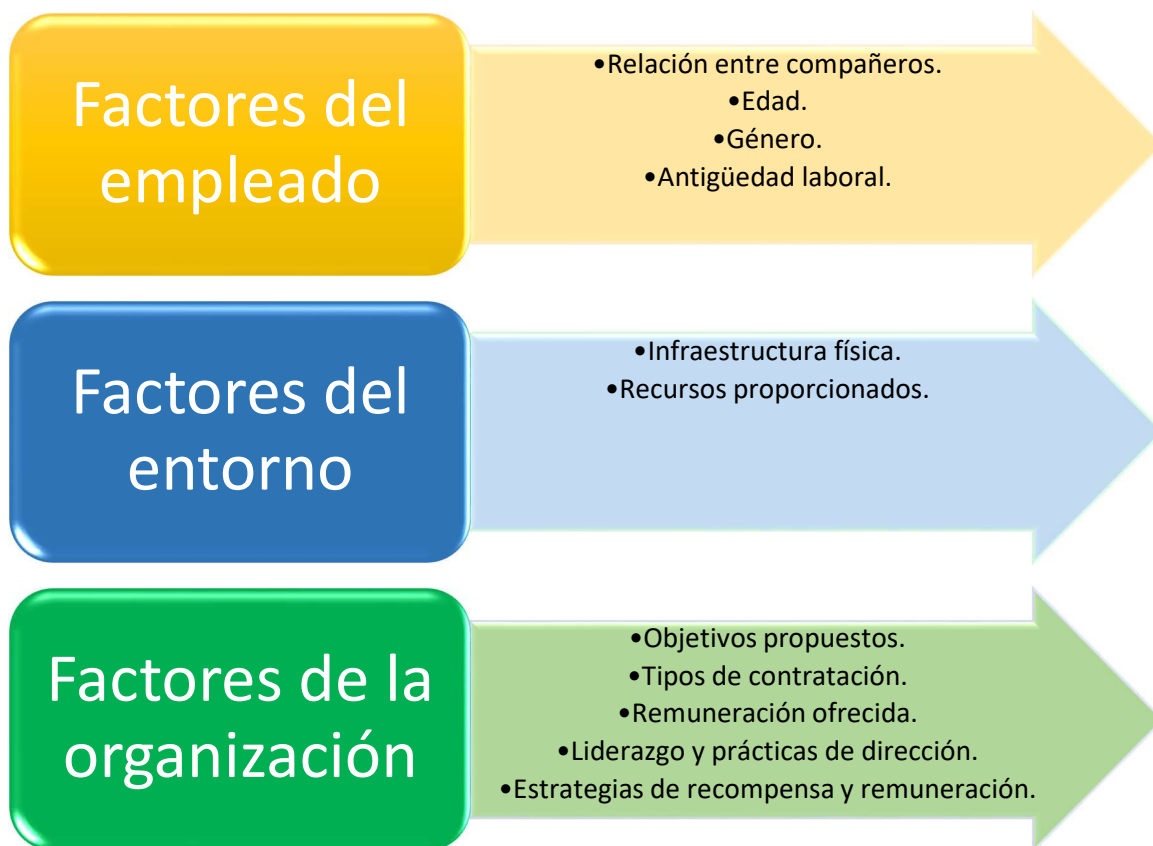 Factores del
empleado
•Relación entre compañeros.
•Edad.
•Género.
•Antigüedad laboral.
Factores del
entorno
•Infraestructura física.
•Recursos proporcionados.
Factores de la
organización
•Objetivos propuestos.
•Tipos de contratación.
•Remuneración ofrecida.
•Liderazgo y prácticas de dirección.
•Estrategias de recompensa y remuneración.